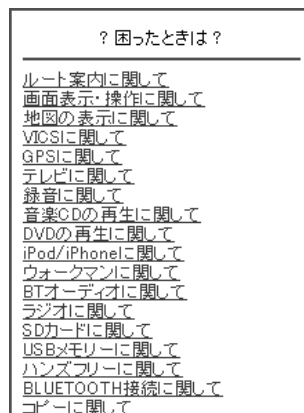 ? 困ったときは ?
ルート案内に関して
画面表示・操作に関して
地図の表示に関して
VICSに関して
GPSに関して
テレビに関して
録音に関して
音楽CDの再生に関して
DVDの再生に関して
iPod/iPhoneに関して
ウォークマンに関して
BTオーディオに関して
ラジオに関して
SDカードに関して
USBメモリーに関して
ハンズフリーに関して
BLUETOOTH接続に関して
コピーに関して